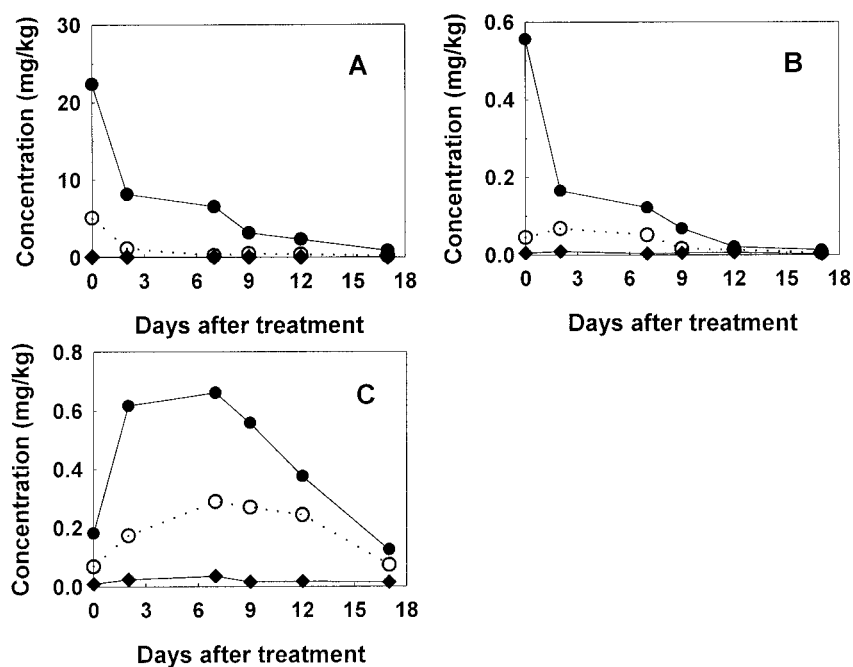 Concentration (mg/kg)
30
20
10
0
A
0 3 6 9 12 15 18
Days after treatment
Concentration (mg/kg)
0.6
0.4
0.2
0.0
B
0 3 6 9 12 15 18
Days after treatment
Concentration (mg/kg)
0.8
0.6
0.4
0.2
0.0
C
0 3 6 9 12 15 18
Days after treatment